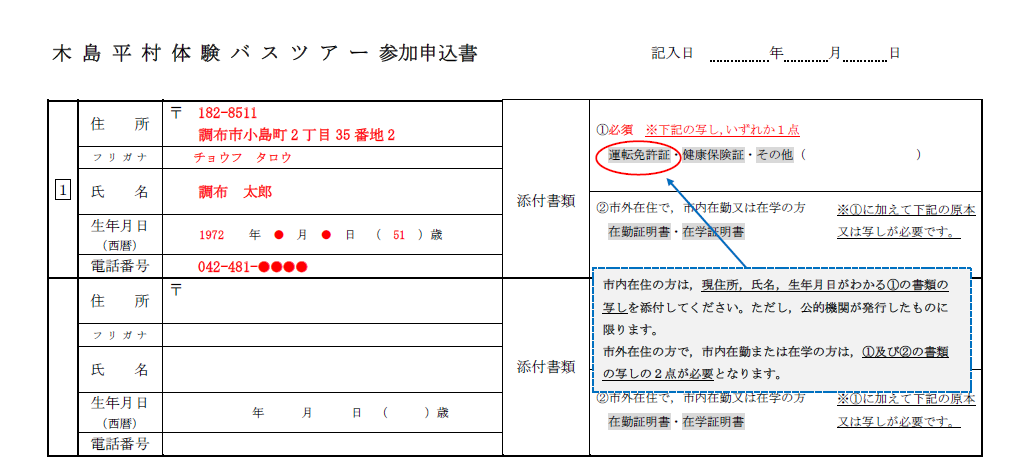 木島平村体験バスツアー参加申込書
記入日 年 月 日
1
住 所
〒 182-8511
調布市小島町2丁目35番地2
フリガナ
チョウフ タロウ
氏 名
調布 太郎
生年月日
（西暦）
1972 年 ● 月 ● 日 （ 51 ）歳
電話番号
042-481-●●●●
添付書類
①必須 ※下記の写し,いずれか1点
運転免許証・健康保険証・その他（ ）
②市外在住で，市内在勤又は在学の方
在勤証明書・在学証明書
※①に加えて下記の原本
又は写しが必要です。
市内在住の方は，現住所，氏名，生年月日がわかる①の書類の
写しを添付してください。ただし，公的機関が発行したものに
限ります。
市外在住の方で，市内在勤または在学の方は，①及び②の書類
の写しの２点が必要となります。
住 所
〒
フリガナ
氏 名
生年月日
（西暦）
年 月 日 （ ）歳
電話番号
添付書類
②市外在住で，市内在勤又は在学の方
在勤証明書・在学証明書
※①に加えて下記の原本
又は写しが必要です。